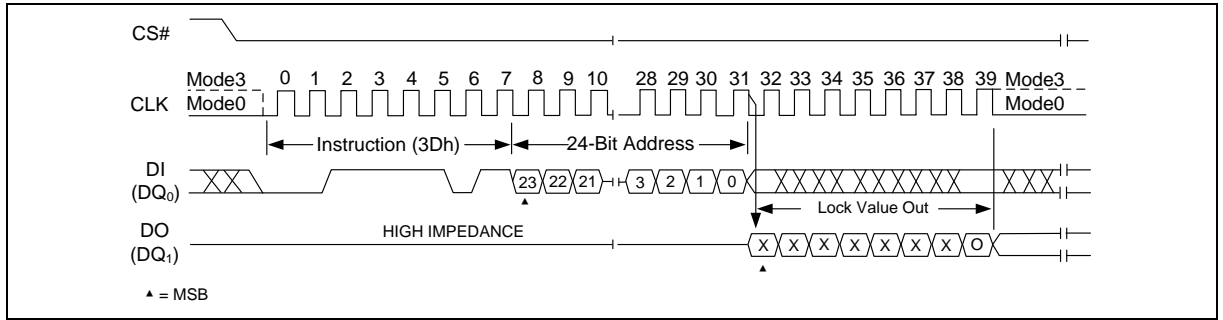 CS#
Mode3 0 1 2 3 4 5 6 7 8 9 10 28 29 30 31 32 33 34 35 36 37 38 39 Mode3
CLK Mode0 Mode0
Instruction (3Dh) 24-Bit Address
DI
(DQ0) 23 22 21 3 2 1 0
Lock Value Out
DO
(DQ1) HIGH IMPEDANCE X X X X X X X O
▲ = MSB